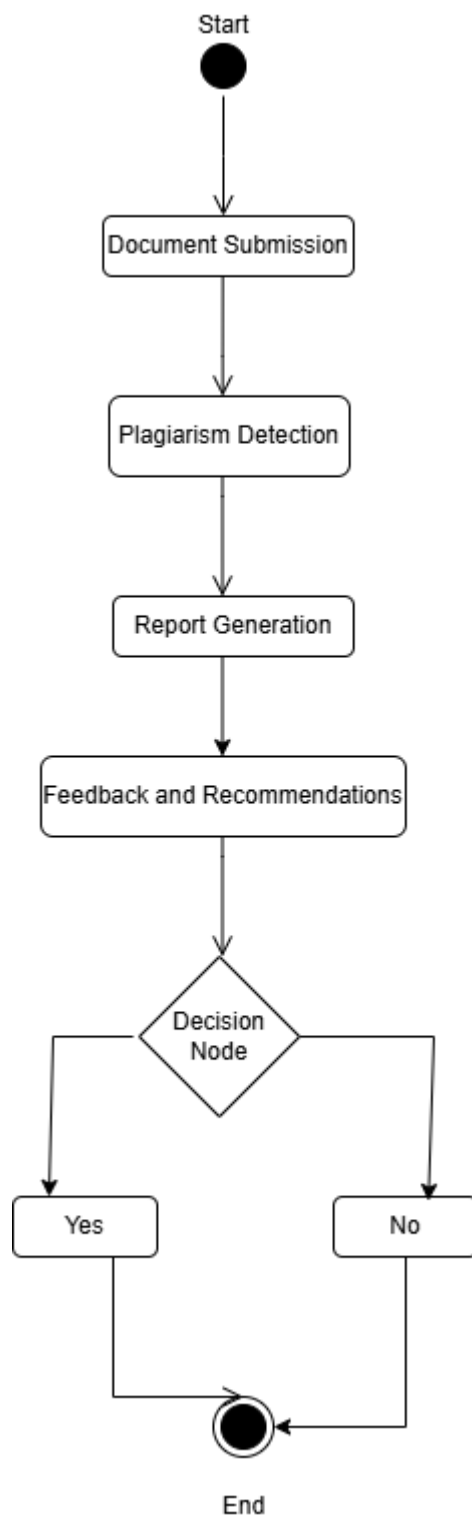 Start
Document Submission
Plagiarism Detection
Report Generation
Feedback and Recommendations
Decision
Node
Yes
No
End